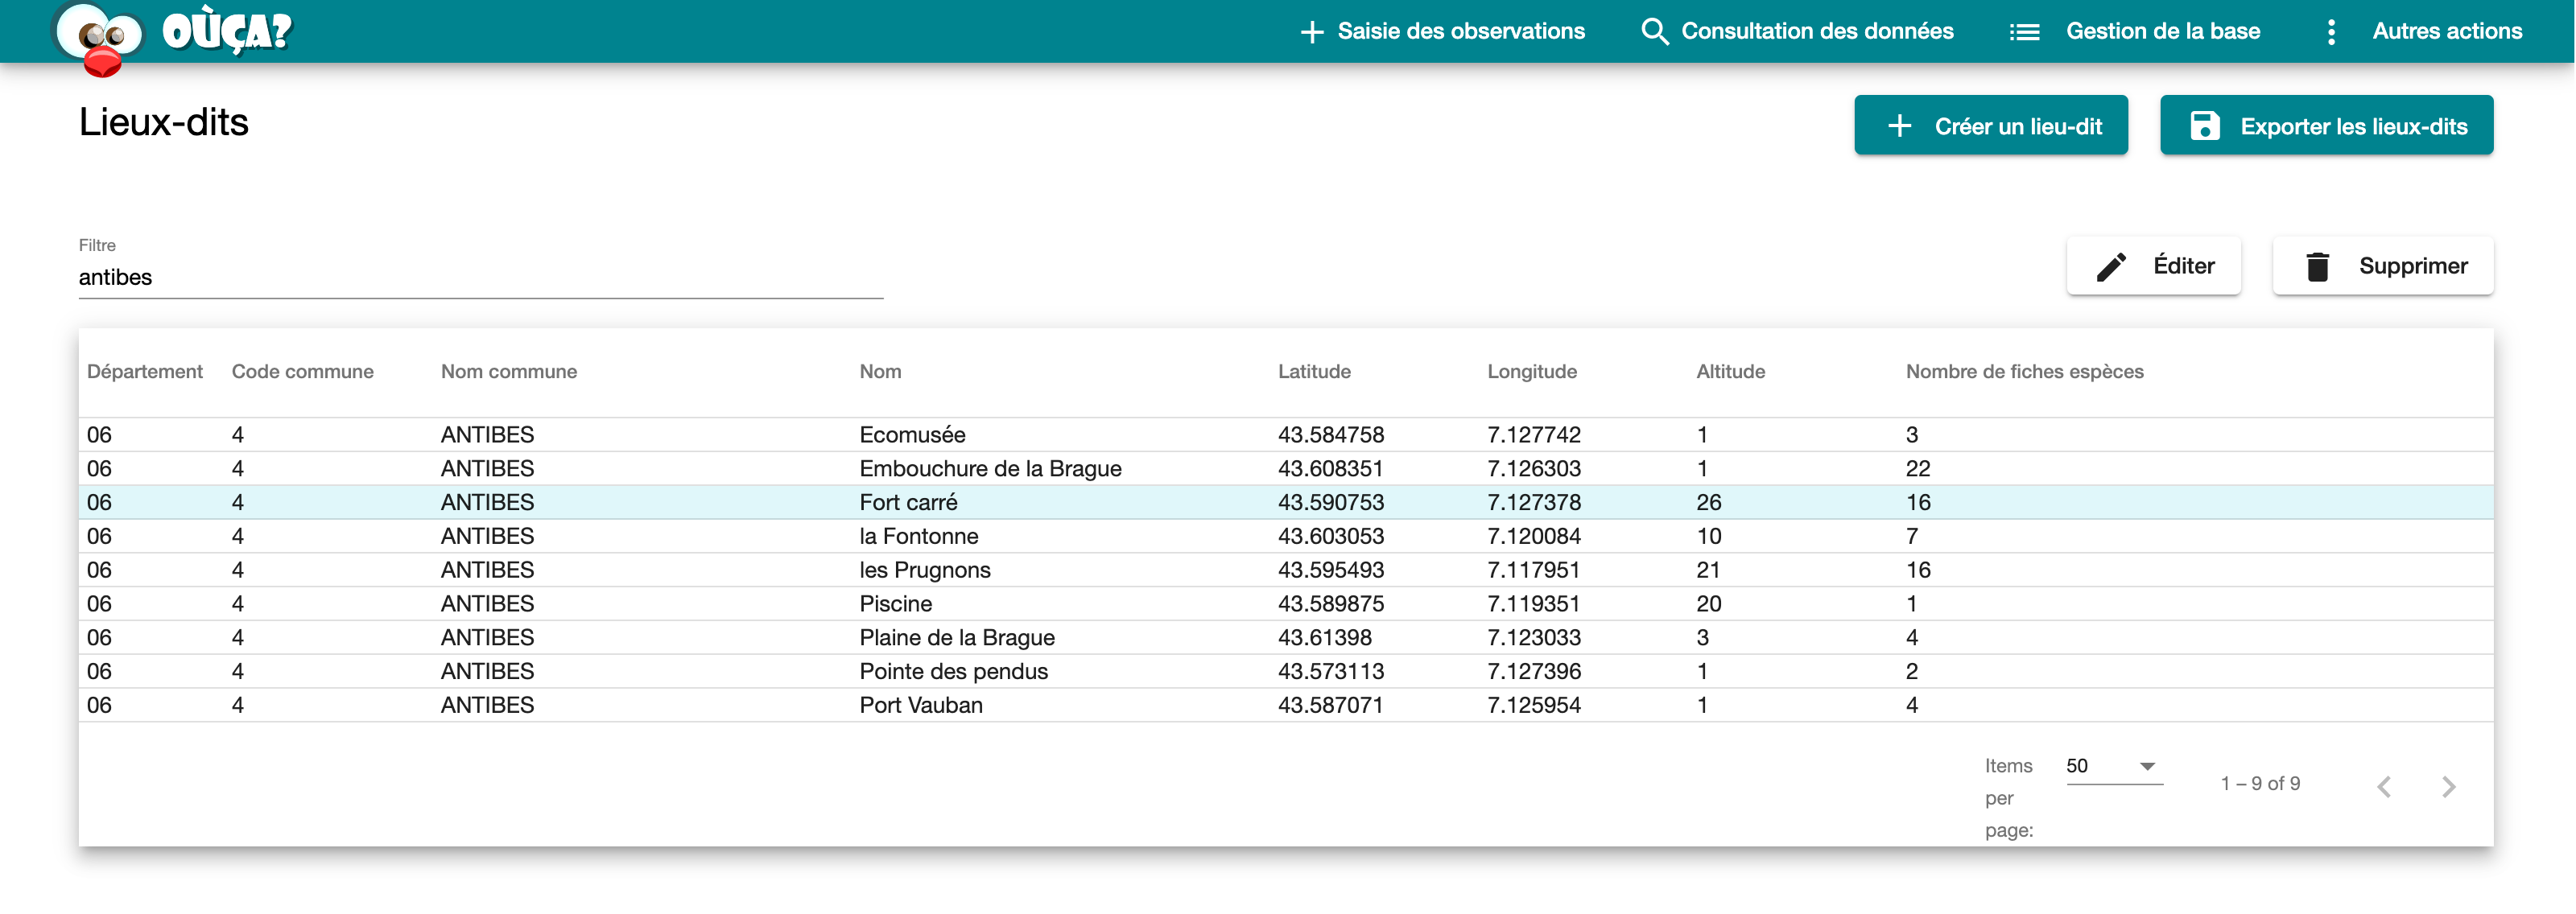 OÙÇA?
Saisie des observations Consultation des données Gestion de la base Autres actions
Lieux-dits
Créer un lieu-dit Exporter les lieux-dits
Filtre
antibes
Éditer Supprimer
Département Code commune Nom commune Nom Latitude Longitude Altitude Nombre de fiches espèces
06 4 ANTIBES Ecomusée 43.584758 7.127742 1 3
06 4 ANTIBES Embouchure de la Brague 43.608351 7.126303 1 22
06 4 ANTIBES Fort carré 43.590753 7.127378 26 16
06 4 ANTIBES la Fontonne 43.603053 7.120084 10 7
06 4 ANTIBES les Prugnons 43.595493 7.117951 21 16
06 4 ANTIBES Piscine 43.589875 7.119351 20 1
06 4 ANTIBES Plaine de la Brague 43.61398 7.123033 3 4
06 4 ANTIBES Pointe des pendus 43.573113 7.127396 1 2
06 4 ANTIBES Port Vauban 43.587071 7.125954 1 4
Items
per
page:
50
1 – 9 of 9